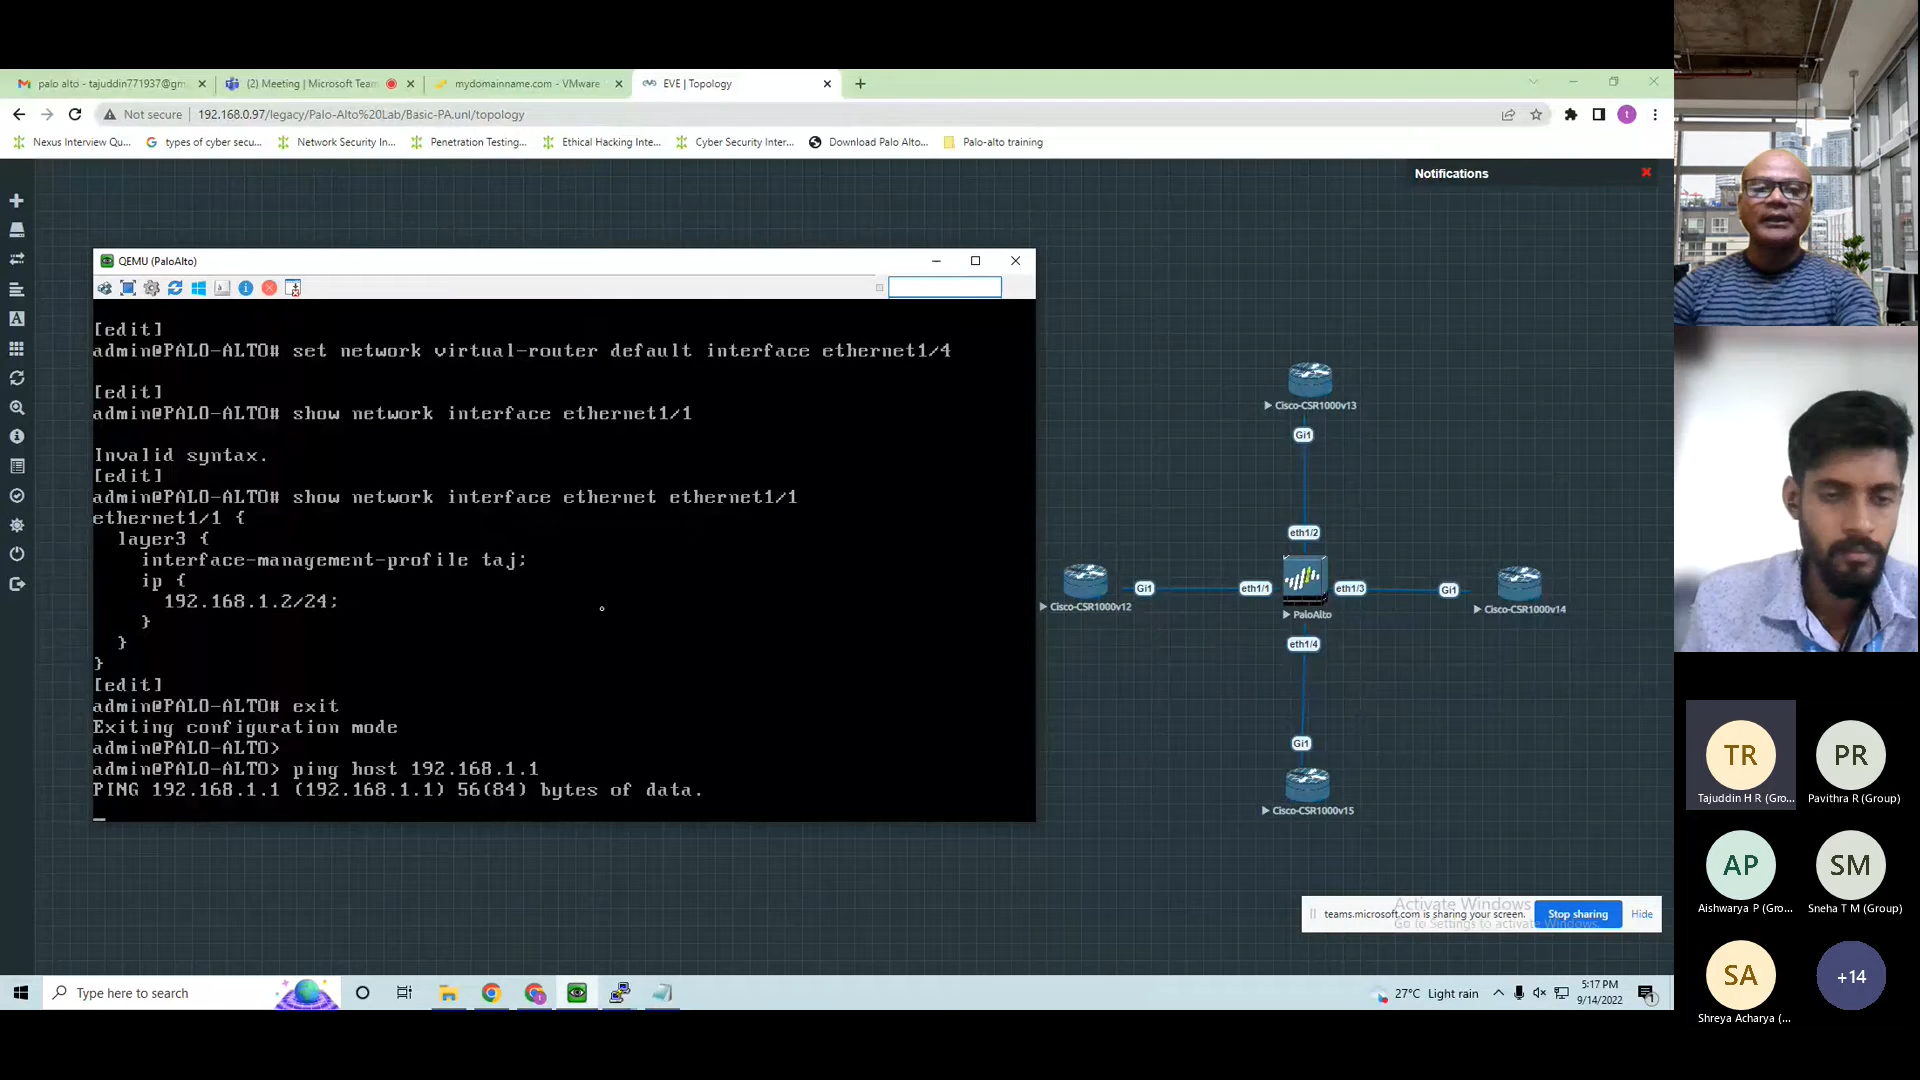 palo alto - tajuddin771937@gm
(2) Meeting | Microsoft Team
mydomainname.com - VMware
EVE | Topology
Not secure
192.168.0.97/legacy/Palo-Alto%20Lab/Basic-PA.unl/topology
t
Nexus Interview Qu...
types of cyber secu...
Network Security In...
Penetration Testing...
Ethical Hacking Inte...
Cyber Security Inter...
Download Palo Alto...
Palo-alto training
Notifications
QEMU (PaloAlto)
[edit]
admin@PALO-ALTO# set network virtual-router default interface ethernet1/4
[edit]
admin@PALO-ALTO# show network interface ethernet1/1
Invalid syntax.
[edit]
admin@PALO-ALTO# show network interface ethernet ethernet1/1
ethernet1/1 {
layer3 {
interface-management-profile taj;
ip {
192.168.1.2/24;
}
}
}
[edit]
admin@PALO-ALTO# exit
Exiting configuration mode
admin@PALO-ALTO>
admin@PALO-ALTO> ping host 192.168.1.1
PING 192.168.1.1 (192.168.1.1) 56(84) bytes of data.
Cisco-CSR1000v13
Gi1
eth1/2
Cisco-CSR1000v12
Gi1
eth1/1
PaloAlto
eth1/3
Gi1
Cisco-CSR1000v14
eth1/4
Gi1
Cisco-CSR1000v15
Activate Windows
Go to Settings to activate Windows.
teams.microsoft.com is sharing your screen.
Stop sharing
Hide
Type here to search
27°C Light rain
5:17 PM
9/14/2022
1
TR
Tajuddin H R (Gro...
PR
Pavithra R (Group)
AP
Aishwarya P (Gro...
SM
Sneha T M (Group)
SA
Shreya Acharya (...
+14